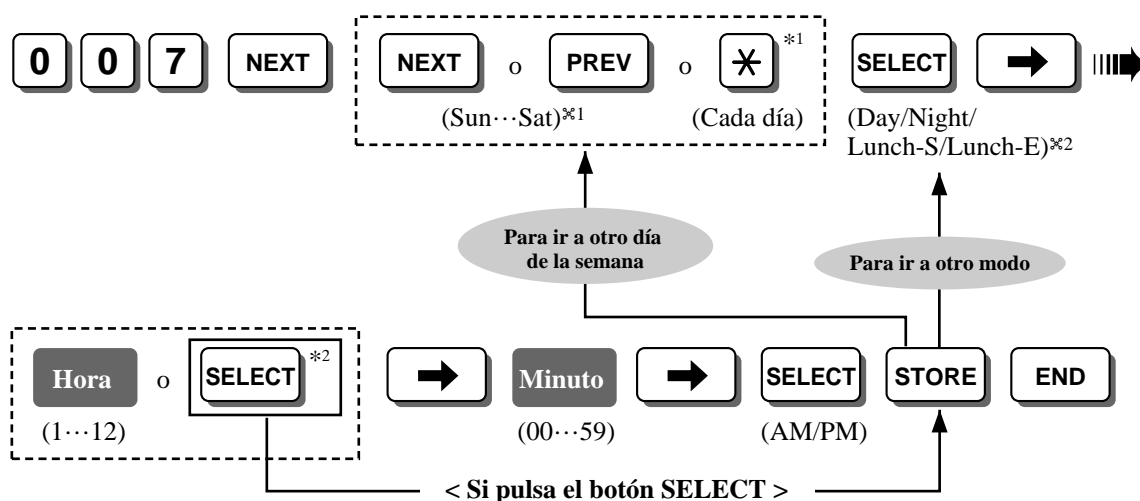 0 0 7 NEXT NEXT o PREV o ✳ *1 SELECT ➡
(Sun···Sat)※1 (Cada día) (Day/Night/
Lunch-S/Lunch-E)※2
Para ir a otro día
de la semana
Para ir a otro modo
Hora o SELECT *2 ➡ Minuto ➡ SELECT STORE END
(1···12) (00···59) (AM/PM)
< Si pulsa el botón SELECT >